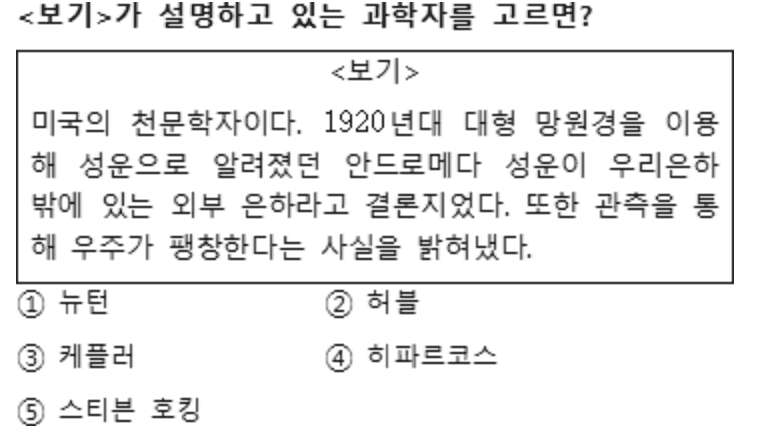 <보기>가 설명하고 있는 과학자를 고르면?
<보기>
미국의 천문학자이다. 1920년대 대형 망원경을 이용
해 성운으로 알려졌던 안드로메다 성운이 우리은하
밖에 있는 외부 은하라고 결론지었다. 또한 관측을 통
해 우주가 팽창한다는 사실을 밝혀냈다.
① 뉴턴 ② 허블
③ 케플러 ④ 히파르코스
⑤ 스티븐 호킹